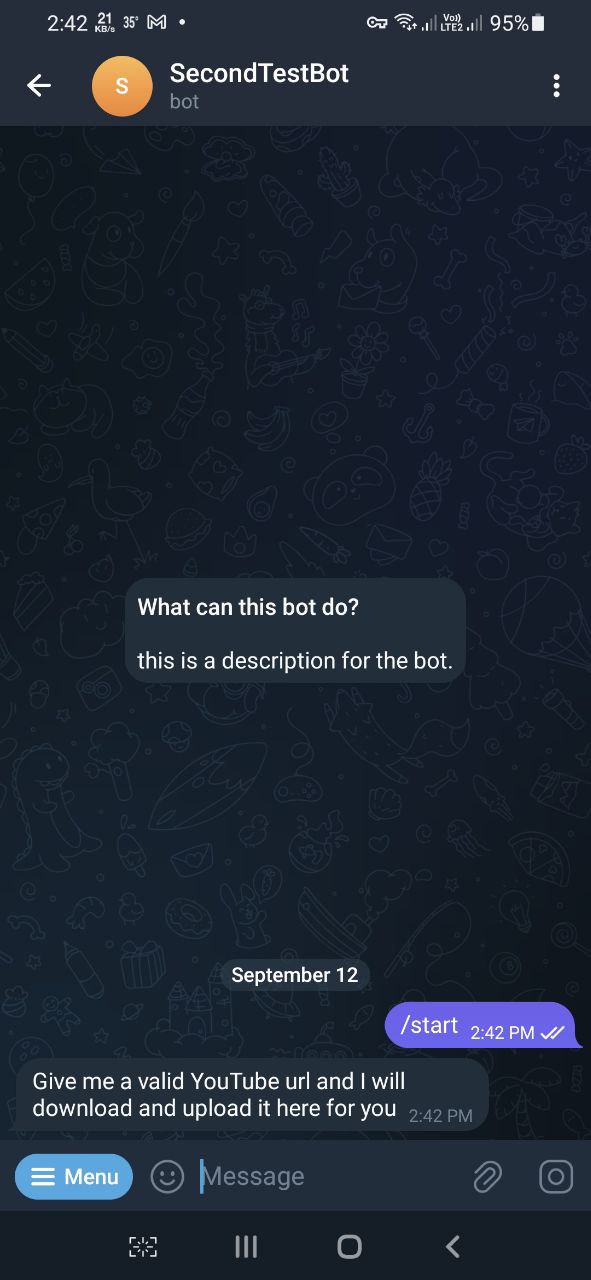 2:42 21 KB/s 35° Vo)) LTE2 95%
S SecondTestBot
bot
What can this bot do?
this is a description for the bot.
September 12
/start 2:42 PM
Give me a valid YouTube url and I will
download and upload it here for you 2:42 PM
Menu Message